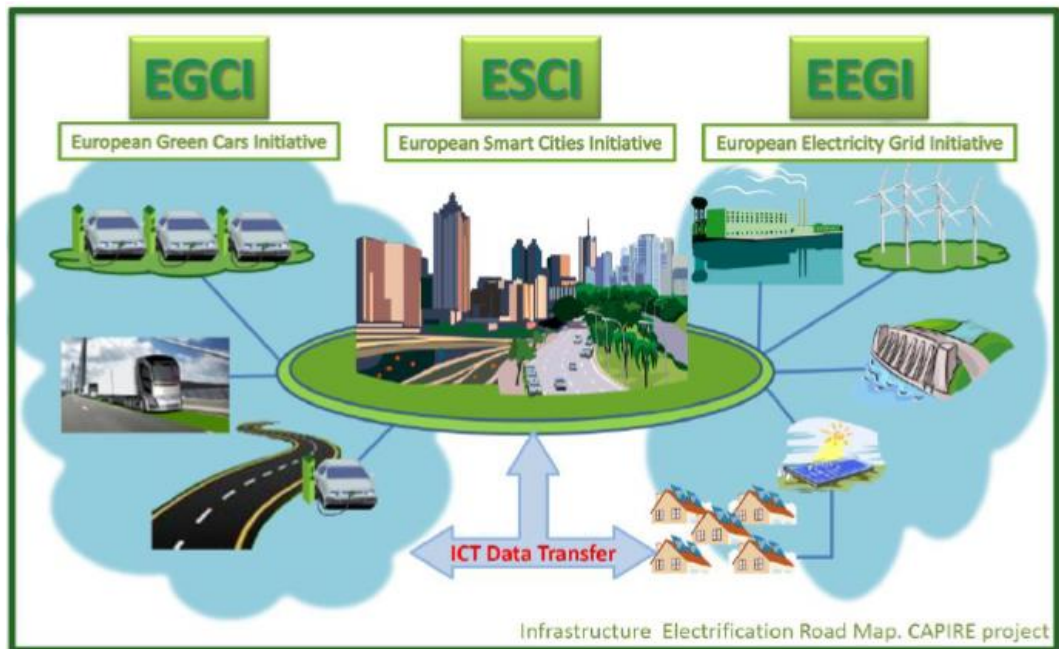 EGCI
ESCI
EEGI
European Green Cars Initiative
European Smart Cities Initiative
European Electricity Grid Initiative
ICT Data Transfer
Infrastructure Electrification Road Map. CAPIRE project